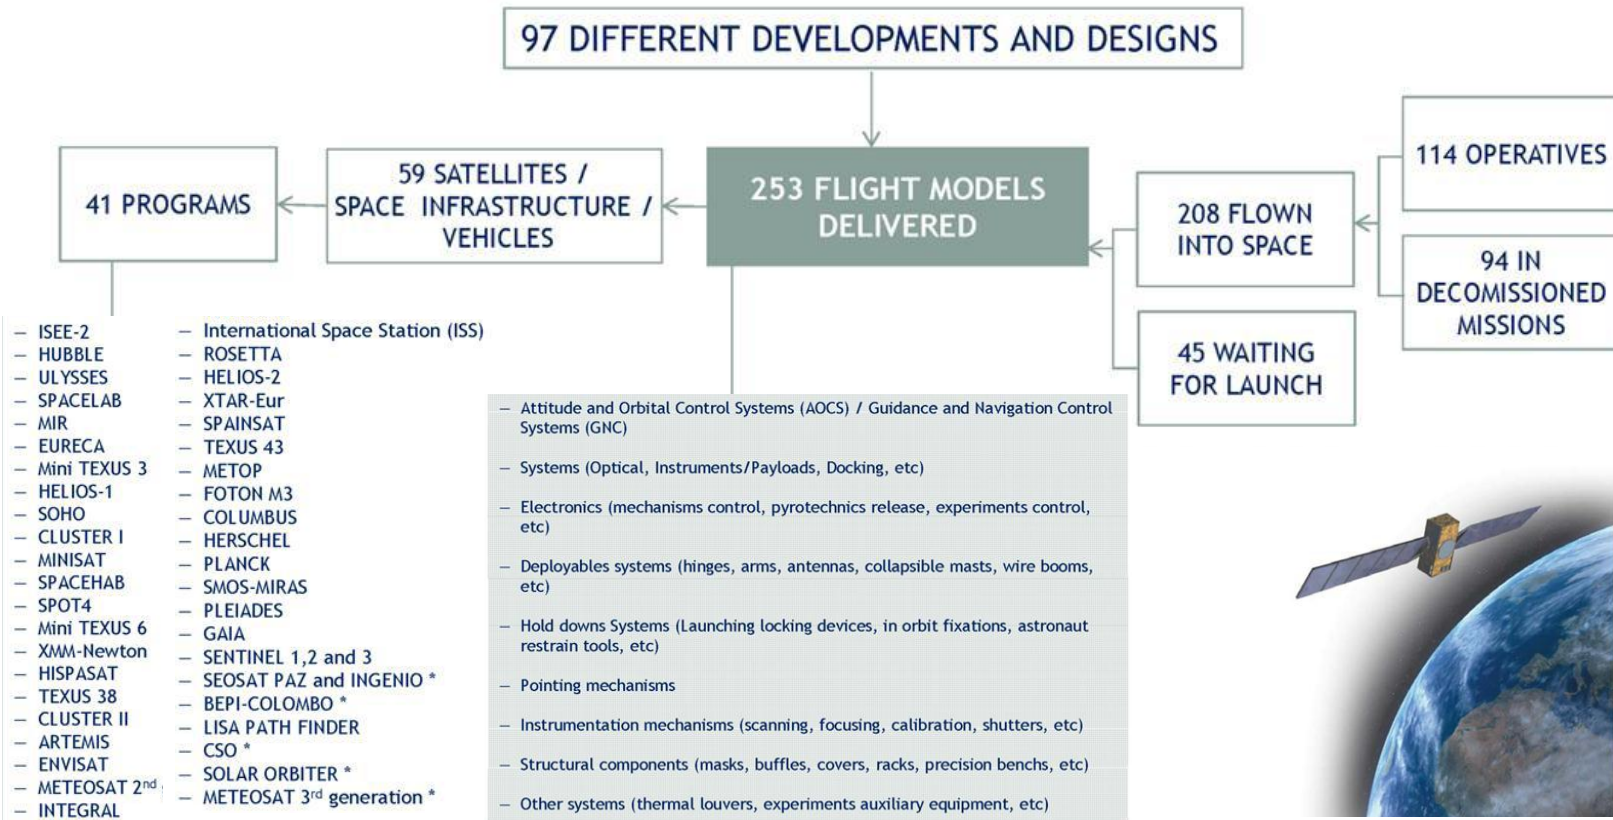 97 DIFFERENT DEVELOPMENTS AND DESIGNS
41 PROGRAMS
59 SATELLITES /
SPACE INFRASTRUCTURE /
VEHICLES
253 FLIGHT MODELS
DELIVERED
208 FLOWN
INTO SPACE
114 OPERATIVES
94 IN
DECOMISSIONED
MISSIONS
45 WAITING
FOR LAUNCH
– ISEE-2
– HUBBLE
– ULYSSES
– SPACELAB
– MIR
– EURECA
– Mini TEXUS 3
– HELIOS-1
– SOHO
– CLUSTER I
– MINISAT
– SPACEHAB
– SPOT4
– Mini TEXUS 6
– XMM-Newton
– HISPASAT
– TEXUS 38
– CLUSTER II
– ARTEMIS
– ENVISAT
– METEOSAT 2nd
– INTEGRAL
– International Space Station (ISS)
– ROSETTA
– HELIOS-2
– XTAR-Eur
– SPAINSAT
– TEXUS 43
– METOP
– FOTON M3
– COLUMBUS
– HERSCHEL
– PLANCK
– SMOS-MIRAS
– PLEIADES
– GAIA
– SENTINEL 1,2 and 3
– SEOSAT PAZ and INGENIO *
– BEPI-COLOMBO *
– LISA PATH FINDER
– CSO *
– SOLAR ORBITER *
– METEOSAT 3rd generation *
– Attitude and Orbital Control Systems (AOCS) / Guidance and Navigation Control
Systems (GNC)
– Systems (Optical, Instruments/Payloads, Docking, etc)
– Electronics (mechanisms control, pyrotechnics release, experiments control,
etc)
– Deployables systems (hinges, arms, antennas, collapsible masts, wire booms,
etc)
– Hold downs Systems (Launching locking devices, in orbit fixations, astronaut
restrain tools, etc)
– Pointing mechanisms
– Instrumentation mechanisms (scanning, focusing, calibration, shutters, etc)
– Structural components (masks, buffles, covers, racks, precision benchs, etc)
– Other systems (thermal louvers, experiments auxiliary equipment, etc)